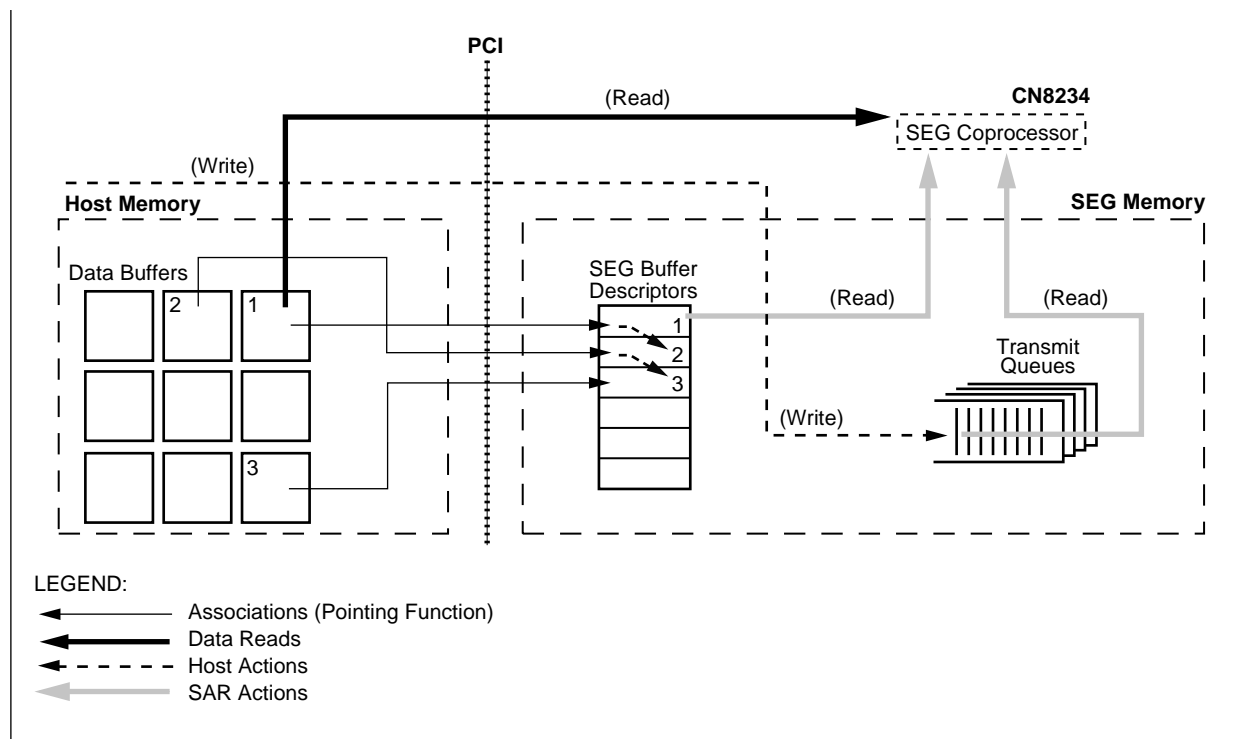 PCI
(Read)
CN8234
SEG Coprocessor
(Write)
Host Memory
SEG Memory
Data Buffers
SEG Buffer
Descriptors
2
1
(Read)
(Read)
1
2
3
Transmit
Queues
(Write)
3
LEGEND:
Associations (Pointing Function)
Data Reads
Host Actions
SAR Actions